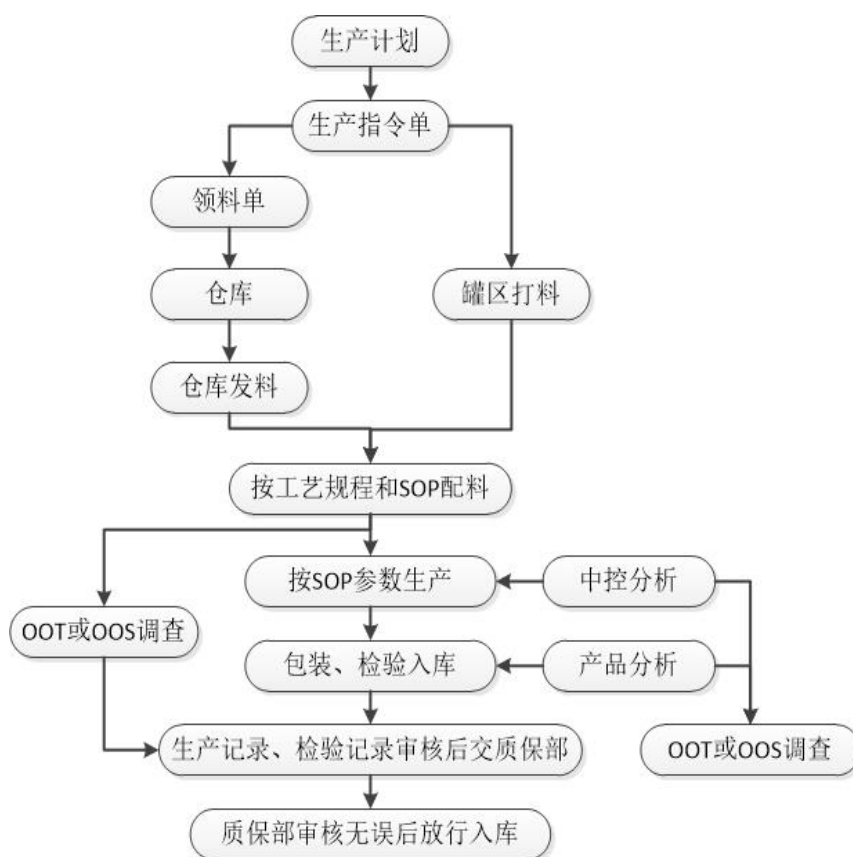 生产计划
生产指令单
领料单
仓库
罐区打料
仓库发料
按工艺规程和SOP配料
按SOP参数生产
中控分析
OOT或OOS调查
包装、检验入库
产品分析
生产记录、检验记录审核后交质保部
OOT或OOS调查
质保部审核无误后放行入库